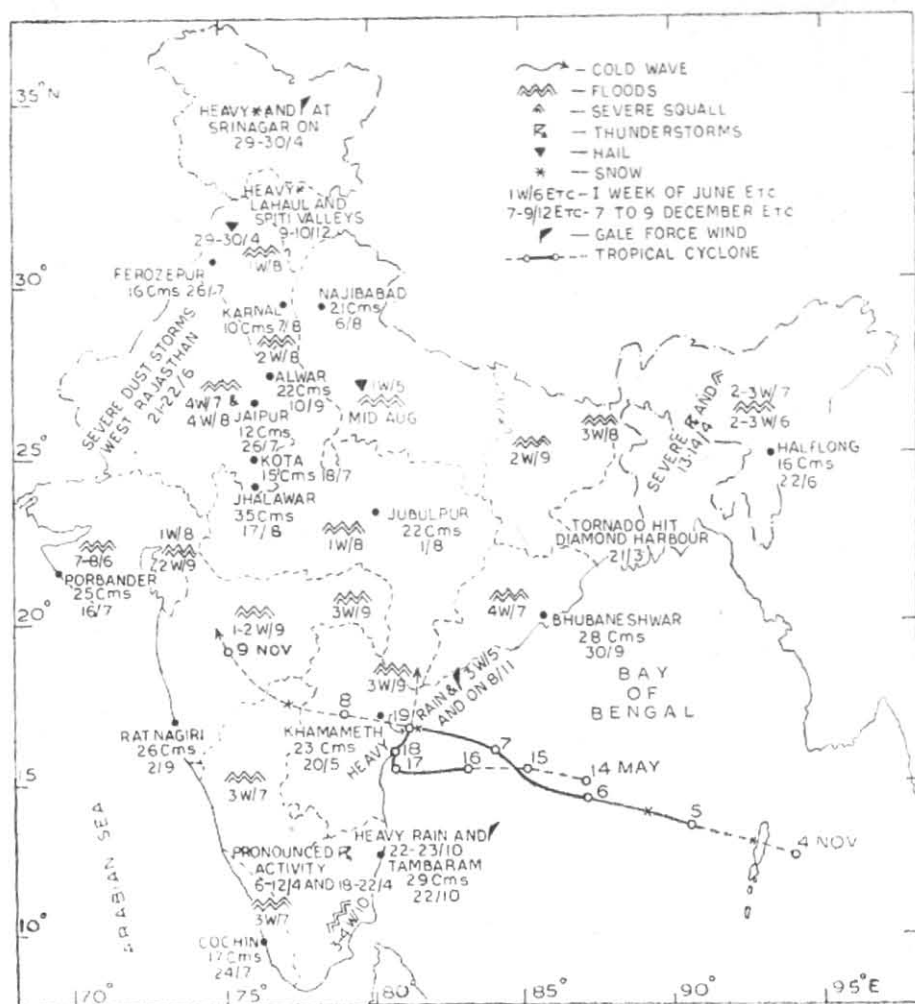 35°N
30°
25°
20°
15°
10°
70°
75°
80°
85°
90°
95°E
— COLD WAVE
— FLOODS
— SEVERE SQUALL
— THUNDERSTORMS
— HAIL
— SNOW
1W/6 ETC — I WEEK OF JUNE ETC
7-9/12 ETC - 7 TO 9 DECEMBER ETC
— GALE FORCE WIND
— TROPICAL CYCLONE
HEAVY * AND AT
SRINAGAR ON
29-30/4
HEAVY *
LAHAUL AND
SPITI VALLEYS
9-10/12
29-30/4
1W/8
FEROZEPUR
16 Cms 26/7
KARNAL
10 Cms 7/8
NAJIBABAD
21 Cms
6/8
2W/8
SEVERE DUST STORMS
WEST RAJASTHAN
21-22/6
ALWAR
22 Cms
10/9
4W/7 &
4W/8
JAIPUR
12 Cms
26/7
1W/5
MID AUG
KOTA
15 Cms 18/7
JHALAWAR
35 Cms
17/8
JUBULPUR
22 Cms
1/8
1W/8
2W/9
3W/8
SEVERE AND
13-14/4
2-3W/7
2-3W/6
HALFLONG
16 Cms
22/6
TORNADO HIT
DIAMOND HARBOUR
21/3
7-8/6
1W/8
2W/9
PORBANDER
25 Cms
16/7
1-2W/9
3W/9
4W/7
BHUBANESHWAR
28 Cms
30/9
9 NOV
3W/9
HEAVY RAIN & 3W/5
AND ON 8/11
BAY
OF
BENGAL
8
19
18
17
16
15
14 MAY
7
6
5
4 NOV
KHAMAMETH
23 Cms
20/5
RATNAGIRI
26 Cms
2/9
3W/7
ARABIAN SEA
HEAVY RAIN AND
22-23/10
TAMBARAM
29 Cms
22/10
PRONOUNCED
ACTIVITY
6-12/4 AND 18-22/4
3W/7
3-4W/10
COCHIN
17 Cms
24/7